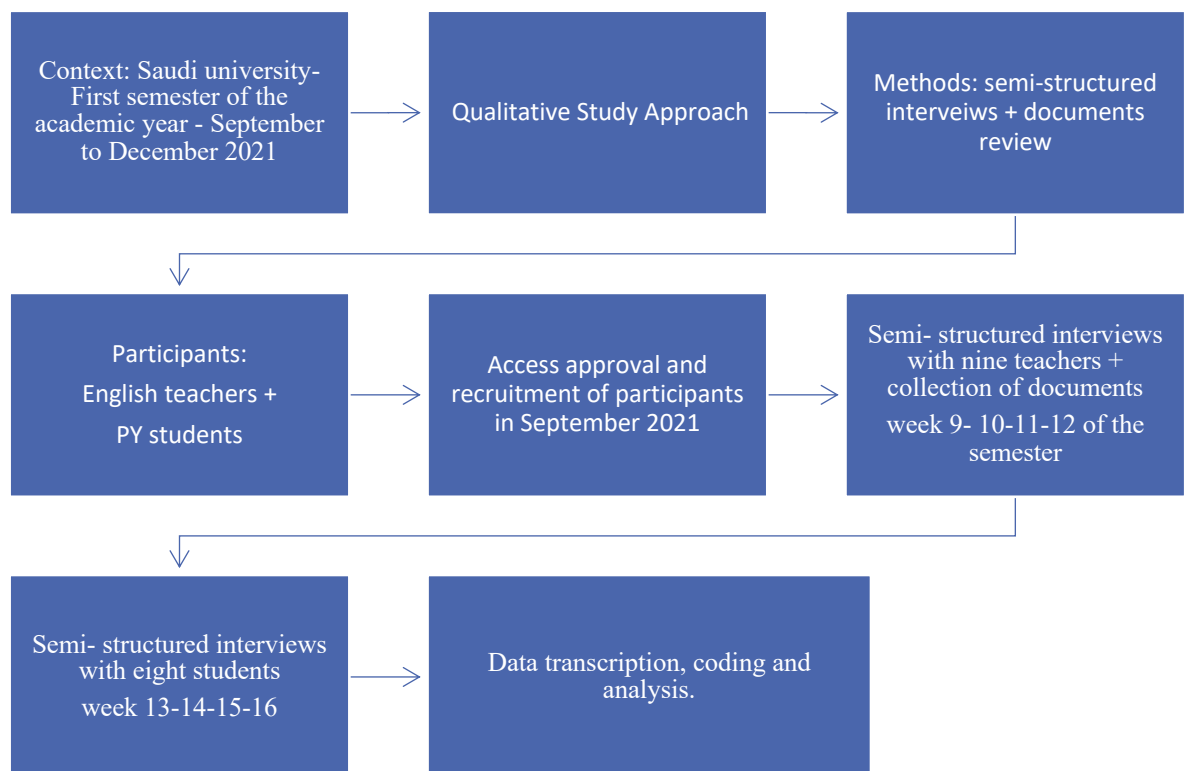 Context: Saudi university-
First semester of the
academic year - September
to December 2021
Qualitative Study Approach
Methods: semi-structured
interveiws + documents
review
Participants:
English teachers +
PY students
Access approval and
recruitment of participants
in September 2021
Semi- structured interviews
with nine teachers +
collection of documents
week 9- 10-11-12 of the
semester
Semi- structured interviews
with eight students
week 13-14-15-16
Data transcription, coding and
analysis.